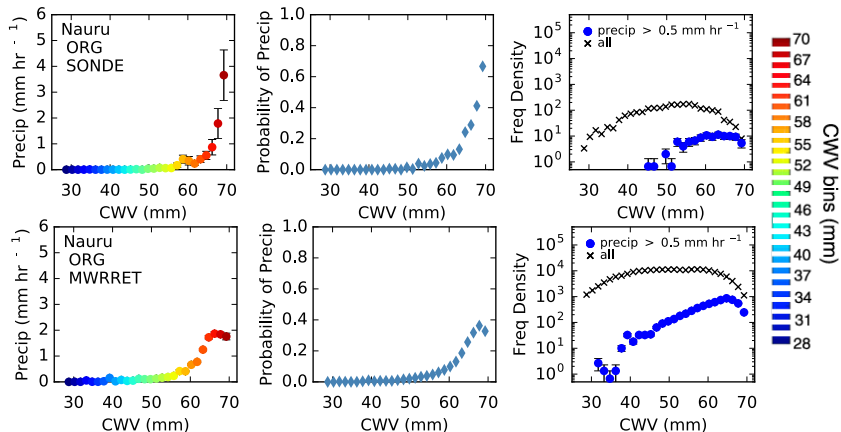 Nauru
ORG
SONDE
Precip (mm hr⁻¹)
6
5
4
3
2
1
0
30 40 50 60 70
CWV (mm)
Probability of Precip
1.0
0.8
0.6
0.4
0.2
0.0
30 40 50 60 70
CWV (mm)
precip > 0.5 mm hr⁻¹
all
Freq Density
10⁵
10⁴
10³
10²
10¹
10⁰
30 40 50 60 70
CWV (mm)
Nauru
ORG
MWRRET
Precip (mm hr⁻¹)
6
5
4
3
2
1
0
30 40 50 60 70
CWV (mm)
Probability of Precip
1.0
0.8
0.6
0.4
0.2
0.0
30 40 50 60 70
CWV (mm)
precip > 0.5 mm hr⁻¹
all
Freq Density
10⁵
10⁴
10³
10²
10¹
10⁰
30 40 50 60 70
CWV (mm)
70
67
64
61
58
55
52
49
46
43
40
37
34
31
28
CWV bins (mm)